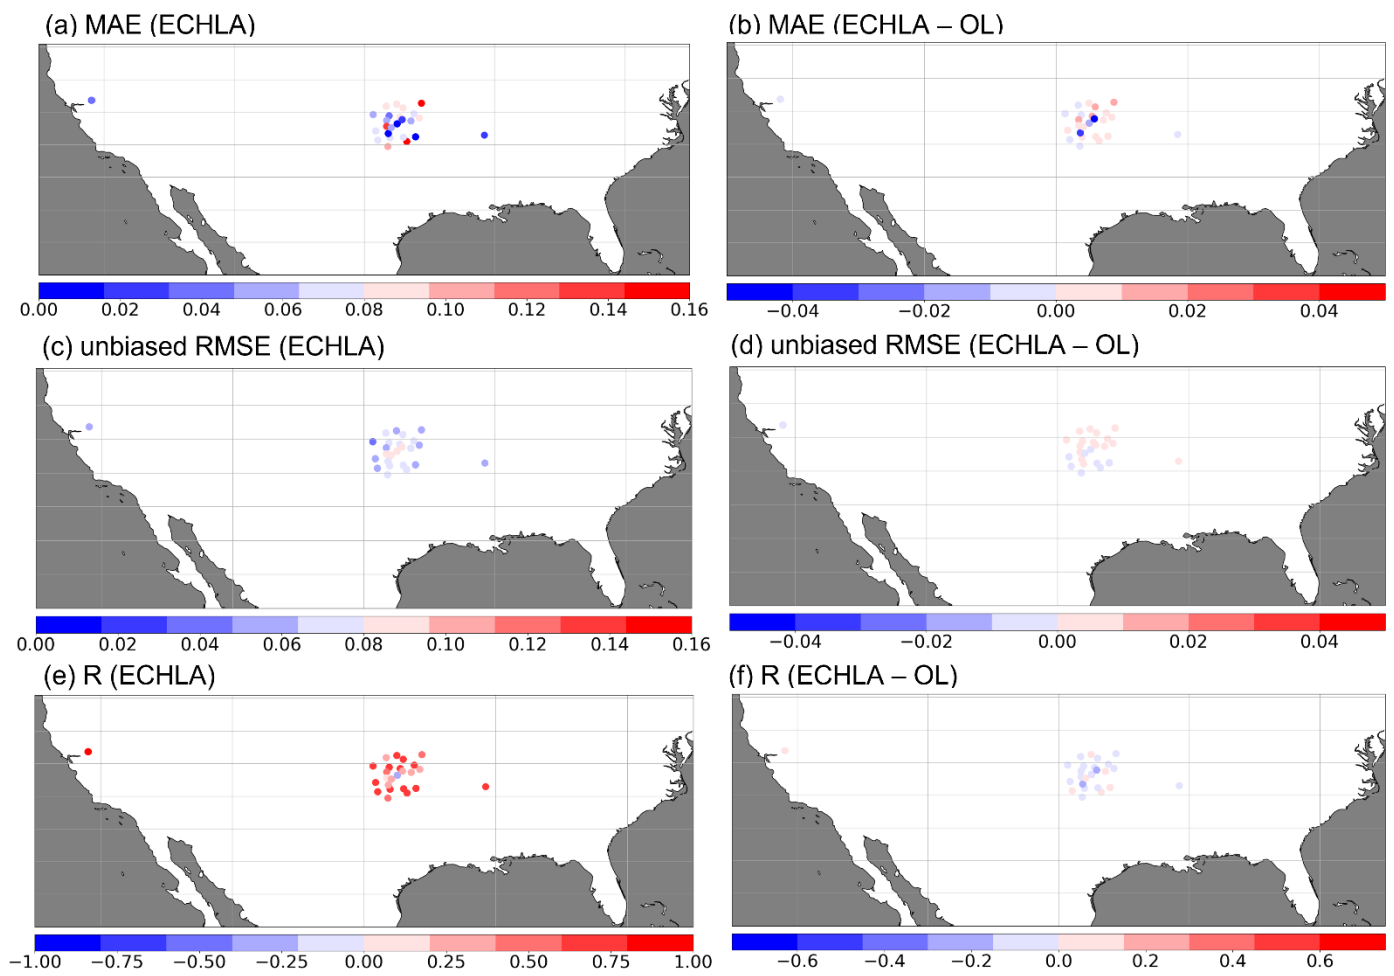 (a) MAE (ECHLA)
(b) MAE (ECHLA – OL)
0.00 0.02 0.04 0.06 0.08 0.10 0.12 0.14 0.16
−0.04 −0.02 0.00 0.02 0.04
(c) unbiased RMSE (ECHLA)
(d) unbiased RMSE (ECHLA – OL)
0.00 0.02 0.04 0.06 0.08 0.10 0.12 0.14 0.16
−0.04 −0.02 0.00 0.02 0.04
(e) R (ECHLA)
(f) R (ECHLA – OL)
−1.00 −0.75 −0.50 −0.25 0.00 0.25 0.50 0.75 1.00
−0.6 −0.4 −0.2 0.0 0.2 0.4 0.6